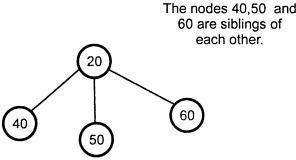 The nodes 40,50 and
60 are siblings of
each other.
20
40
50
60